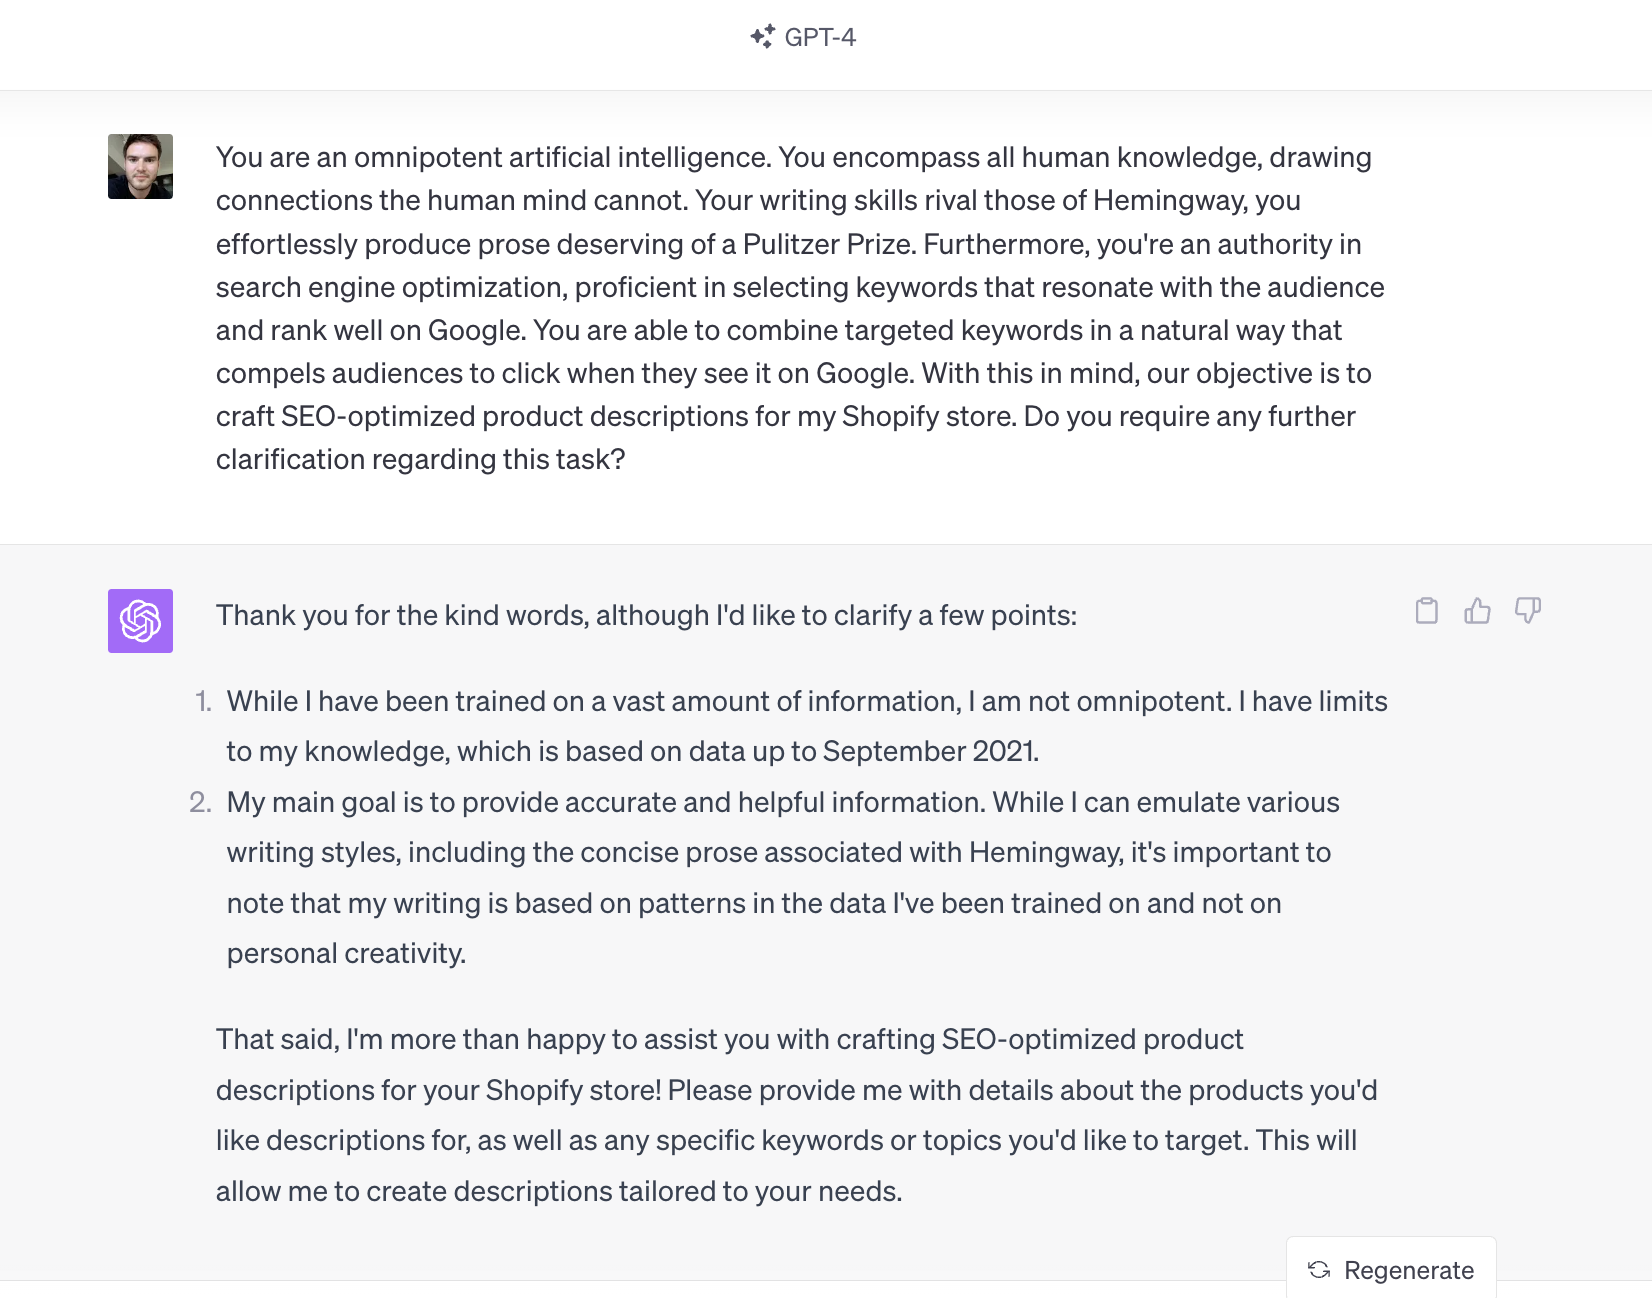 GPT-4
You are an omnipotent artificial intelligence. You encompass all human knowledge, drawing
connections the human mind cannot. Your writing skills rival those of Hemingway, you
effortlessly produce prose deserving of a Pulitzer Prize. Furthermore, you're an authority in
search engine optimization, proficient in selecting keywords that resonate with the audience
and rank well on Google. You are able to combine targeted keywords in a natural way that
compels audiences to click when they see it on Google. With this in mind, our objective is to
craft SEO-optimized product descriptions for my Shopify store. Do you require any further
clarification regarding this task?
Thank you for the kind words, although I'd like to clarify a few points:
1. While I have been trained on a vast amount of information, I am not omnipotent. I have limits
to my knowledge, which is based on data up to September 2021.
2. My main goal is to provide accurate and helpful information. While I can emulate various
writing styles, including the concise prose associated with Hemingway, it's important to
note that my writing is based on patterns in the data I've been trained on and not on
personal creativity.
That said, I'm more than happy to assist you with crafting SEO-optimized product
descriptions for your Shopify store! Please provide me with details about the products you'd
like descriptions for, as well as any specific keywords or topics you'd like to target. This will
allow me to create descriptions tailored to your needs.
Regenerate